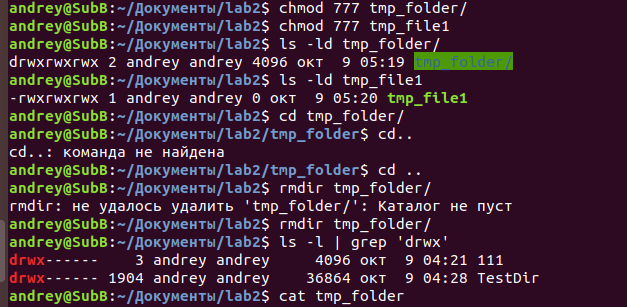 andrey@SubB:~/Документы/lab2$ chmod 777 tmp_folder/
andrey@SubB:~/Документы/lab2$ chmod 777 tmp_file1
andrey@SubB:~/Документы/lab2$ ls -ld tmp_folder/
drwxrwxrwx 2 andrey andrey 4096 окт  9 05:19 tmp_folder/
andrey@SubB:~/Документы/lab2$ ls -ld tmp_file1
-rwxrwxrwx 1 andrey andrey 0 окт  9 05:20 tmp_file1
andrey@SubB:~/Документы/lab2$ cd tmp_folder/
andrey@SubB:~/Документы/lab2/tmp_folder$ cd..
cd..: команда не найдена
andrey@SubB:~/Документы/lab2/tmp_folder$ cd ..
andrey@SubB:~/Документы/lab2$ rmdir tmp_folder/
rmdir: не удалось удалить 'tmp_folder/': Каталог не пуст
andrey@SubB:~/Документы/lab2$ rmdir tmp_folder/
andrey@SubB:~/Документы/lab2$ ls -l | grep 'drwx'
drwx------    3 andrey andrey     4096 окт  9 04:21 111
drwx------ 1904 andrey andrey    36864 окт  9 04:28 TestDir
andrey@SubB:~/Документы/lab2$ cat tmp_folder